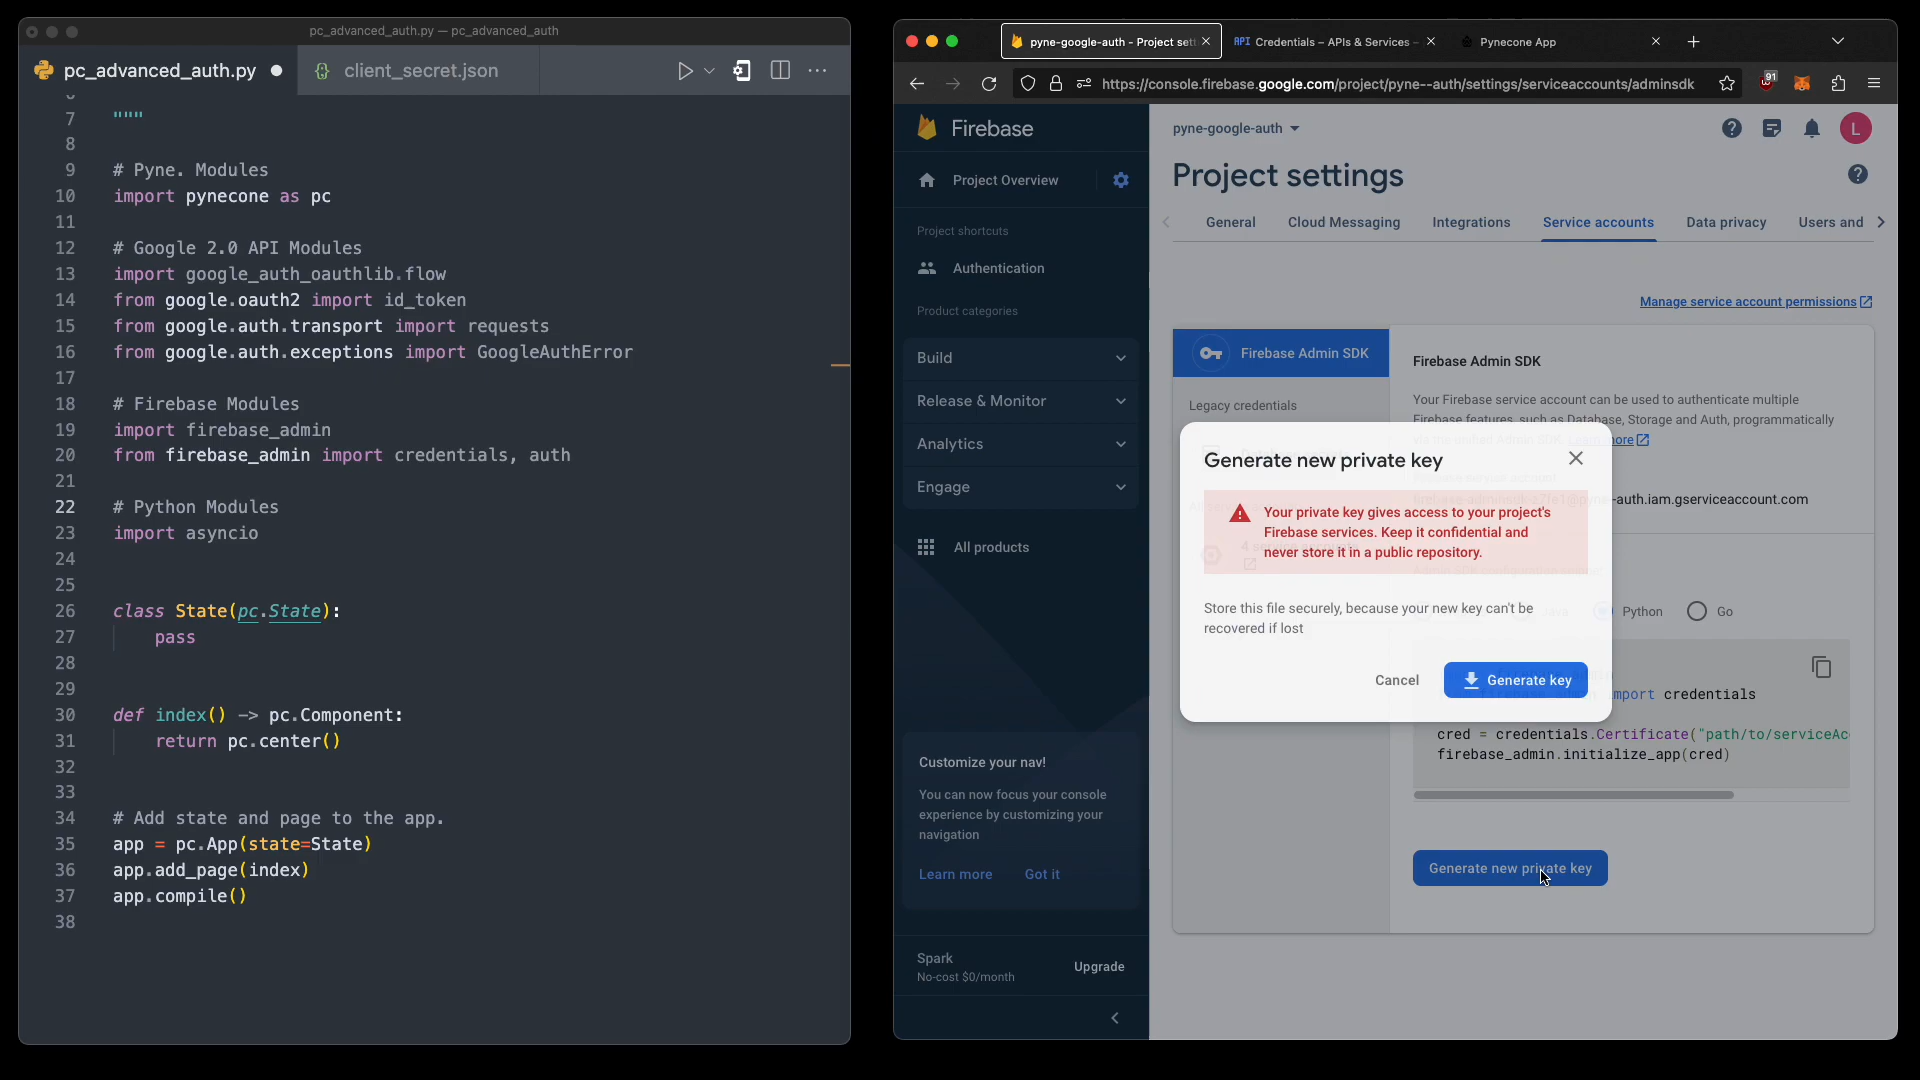 pc_advanced_auth.py — pc_advanced_auth
pc_advanced_auth.py
client_secret.json
7 """
8
9 # Pyne. Modules
10 import pynecone as pc
11
12 # Google 2.0 API Modules
13 import google_auth_oauthlib.flow
14 from google.oauth2 import id_token
15 from google.auth.transport import requests
16 from google.auth.exceptions import GoogleAuthError
17
18 # Firebase Modules
19 import firebase_admin
20 from firebase_admin import credentials, auth
21
22 # Python Modules
23 import asyncio
24
25
26 class State(pc.State):
27 pass
28
29
30 def index() -> pc.Component:
31 return pc.center()
32
33
34 # Add state and page to the app.
35 app = pc.App(state=State)
36 app.add_page(index)
37 app.compile()
38
pyne-google-auth - Project sett
API Credentials – APIs & Services –
Pynecone App
https://console.firebase.google.com/project/pyne--auth/settings/serviceaccounts/adminsdk
91
Firebase
Project Overview
Project shortcuts
Authentication
Product categories
Build
Release & Monitor
Analytics
Engage
All products
Customize your nav!
You can now focus your console
experience by customizing your
navigation
Learn more
Got it
Spark
No-cost $0/month
Upgrade
pyne-google-auth
L
Project settings
General
Cloud Messaging
Integrations
Service accounts
Data privacy
Users and
Manage service account permissions
Firebase Admin SDK
Legacy credentials
Firebase Admin SDK
Your Firebase service account can be used to authenticate multiple
Firebase features, such as Database, Storage and Auth, programmatically
more
-auth.iam.gserviceaccount.com
Generate new private key
Your private key gives access to your project's
Firebase services. Keep it confidential and
never store it in a public repository.
Store this file securely, because your new key can't be
recovered if lost
Cancel
Generate key
Python
Go
import credentials
cred = credentials.Certificate("path/to/serviceAc
firebase_admin.initialize_app(cred)
Generate new private key